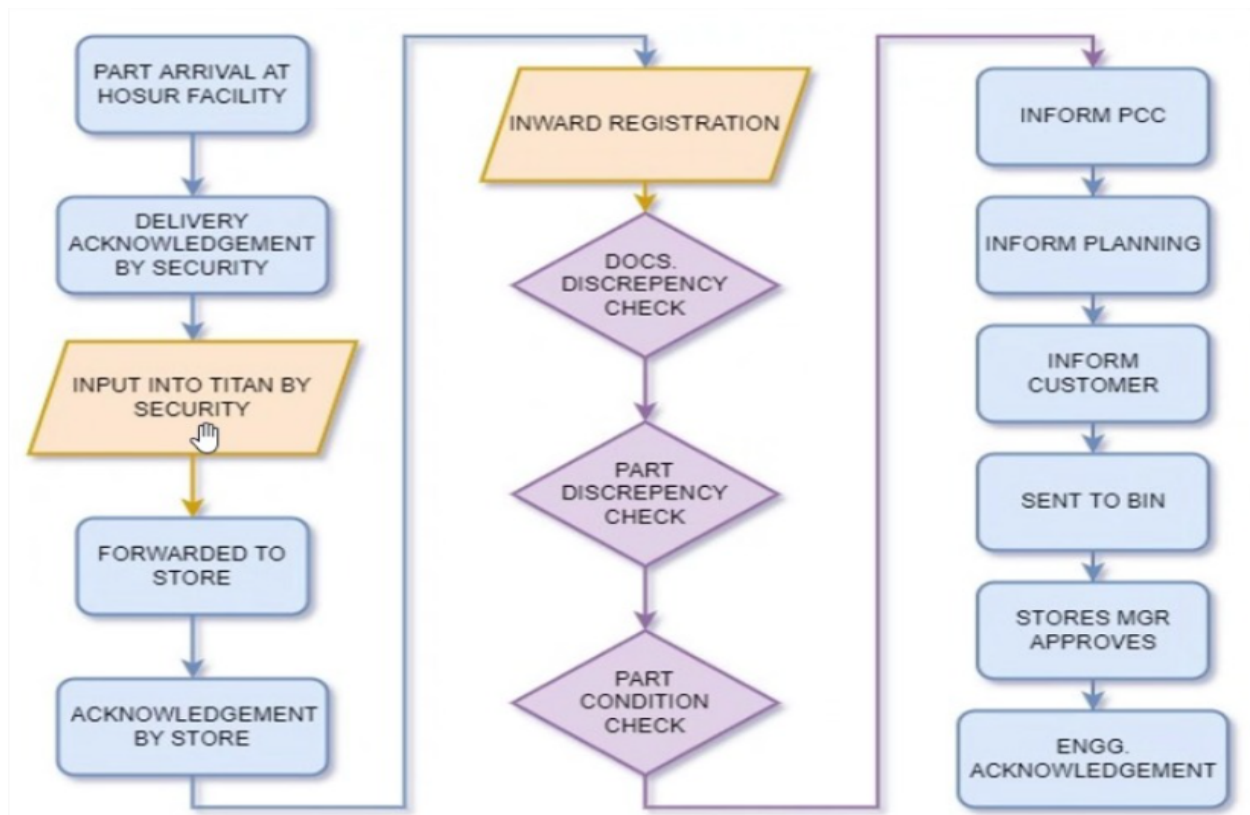 PART ARRIVAL AT
HOSUR FACILITY
DELIVERY
ACKNOWLEDGEMENT
BY SECURITY
INPUT INTO TITAN BY
SECURITY
FORWARDED TO
STORE
ACKNOWLEDGEMENT
BY STORE
INWARD REGISTRATION
DOCS.
DISCREPENCY
CHECK
PART
DISCREPENCY
CHECK
PART
CONDITION
CHECK
INFORM PCC
INFORM PLANNING
INFORM
CUSTOMER
SENT TO BIN
STORES MGR
APPROVES
ENGG.
ACKNOWLEDGEMENT